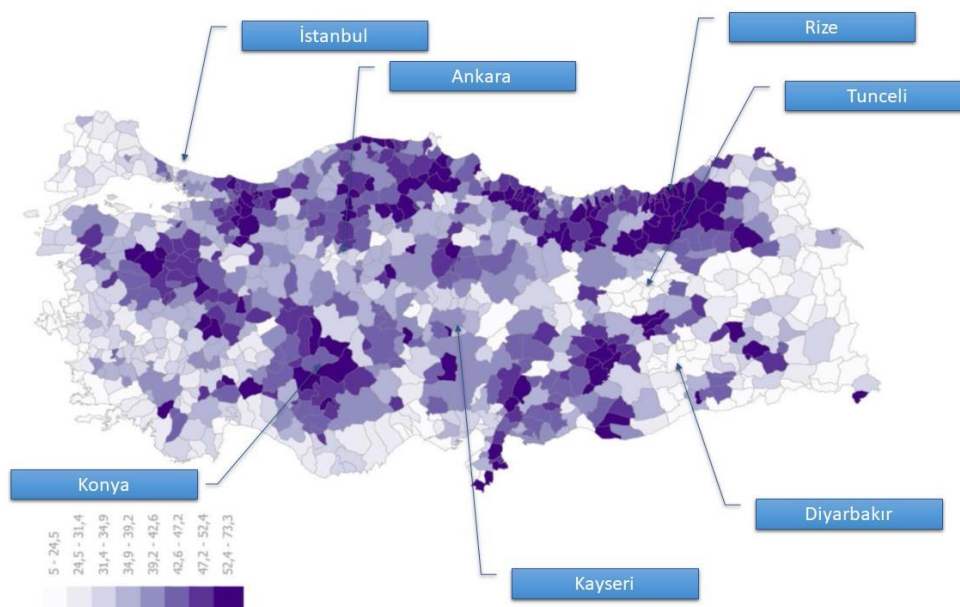 Rize
İstanbul
Ankara
Tunceli
Konya
Diyarbakır
Kayseri
5 - 24,5
24,5 - 31,4
31,4 - 34,9
34,9 - 39,2
39,2 - 42,6
42,6 - 47,2
47,2 - 52,4
52,4 - 73,3